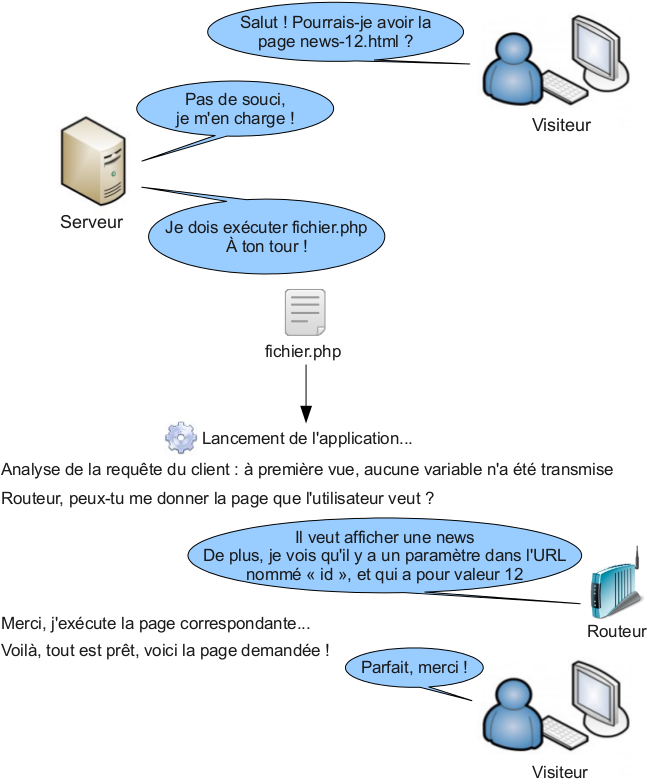 Salut ! Pourrais-je avoir la
page news-12.html ?
Visiteur
Pas de souci,
je m'en charge !
Serveur
Je dois exécuter fichier.php
À ton tour !
fichier.php
Lancement de l'application...
Analyse de la requête du client : à première vue, aucune variable n'a été transmise
Routeur, peux-tu me donner la page que l'utilisateur veut ?
Il veut afficher une news
De plus, je vois qu'il y a un paramètre dans l'URL
nommé « id », et qui a pour valeur 12
Routeur
Merci, j'exécute la page correspondante...
Voilà, tout est prêt, voici la page demandée !
Parfait, merci !
Visiteur